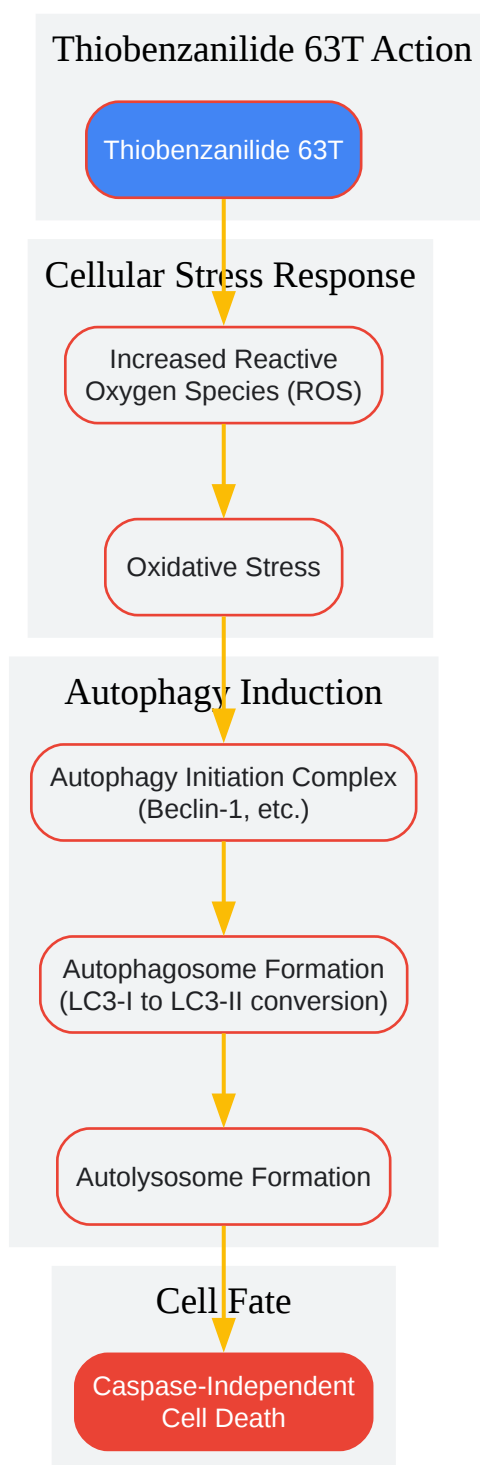 Thiobenzanilide 63T Action
Thiobenzanilide 63T
Cellular Stress Response
Increased Reactive
Oxygen Species (ROS)
Oxidative Stress
Autophagy Induction
Autophagy Initiation Complex
(Beclin-1, etc.)
Autophagosome Formation
(LC3-I to LC3-II conversion)
Autolysosome Formation
Cell Fate
Caspase-Independent
Cell Death